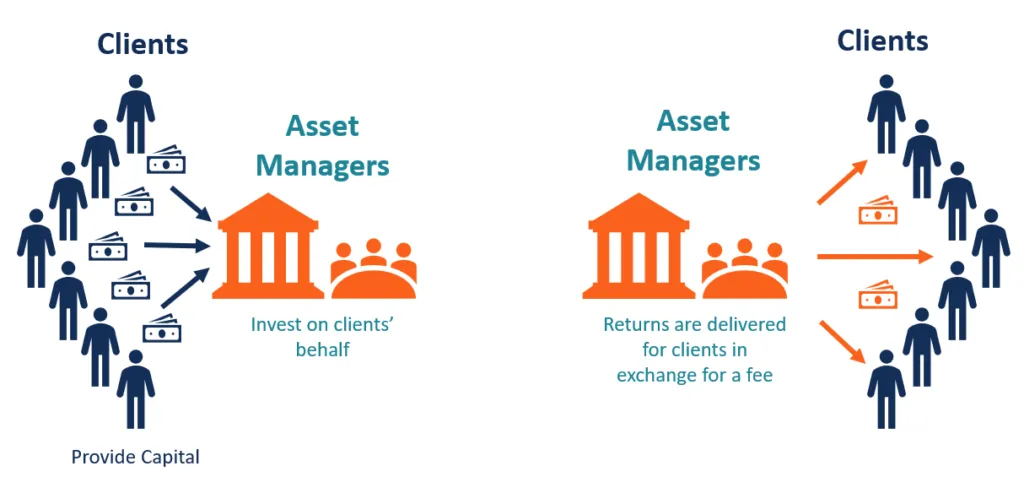 Clients
Asset
Managers
Invest on clients’
behalf
Provide Capital
Clients
Asset
Managers
Returns are delivered
for clients in
exchange for a fee